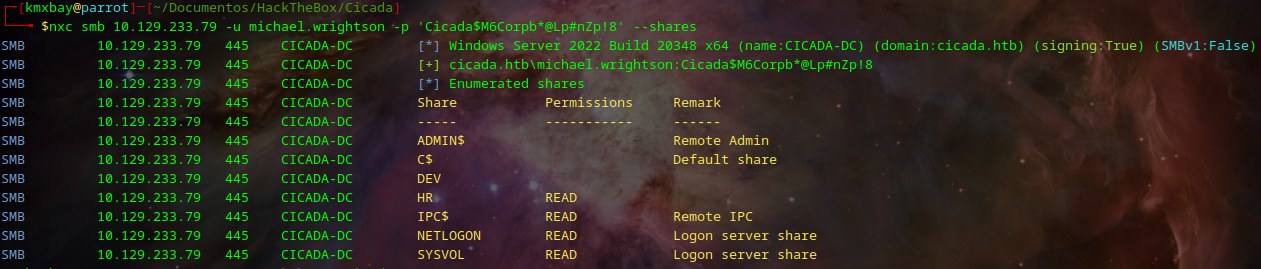 [kmxbay@parrot]─[~/Documentos/HackTheBox/Cicada]
$nxc smb 10.129.233.79 -u michael.wrightson -p 'Cicada$M6Corpb*@Lp#nZp!8' --shares
SMB 10.129.233.79 445 CICADA-DC [*] Windows Server 2022 Build 20348 x64 (name:CICADA-DC) (domain:cicada.htb) (signing:True) (SMBv1:False)
SMB 10.129.233.79 445 CICADA-DC [+] cicada.htb\michael.wrightson:Cicada$M6Corpb*@Lp#nZp!8
SMB 10.129.233.79 445 CICADA-DC [*] Enumerated shares
SMB 10.129.233.79 445 CICADA-DC Share Permissions Remark
SMB 10.129.233.79 445 CICADA-DC ----- ----------- ------
SMB 10.129.233.79 445 CICADA-DC ADMIN$ Remote Admin
SMB 10.129.233.79 445 CICADA-DC C$ Default share
SMB 10.129.233.79 445 CICADA-DC DEV
SMB 10.129.233.79 445 CICADA-DC HR READ
SMB 10.129.233.79 445 CICADA-DC IPC$ READ Remote IPC
SMB 10.129.233.79 445 CICADA-DC NETLOGON READ Logon server share
SMB 10.129.233.79 445 CICADA-DC SYSVOL READ Logon server share